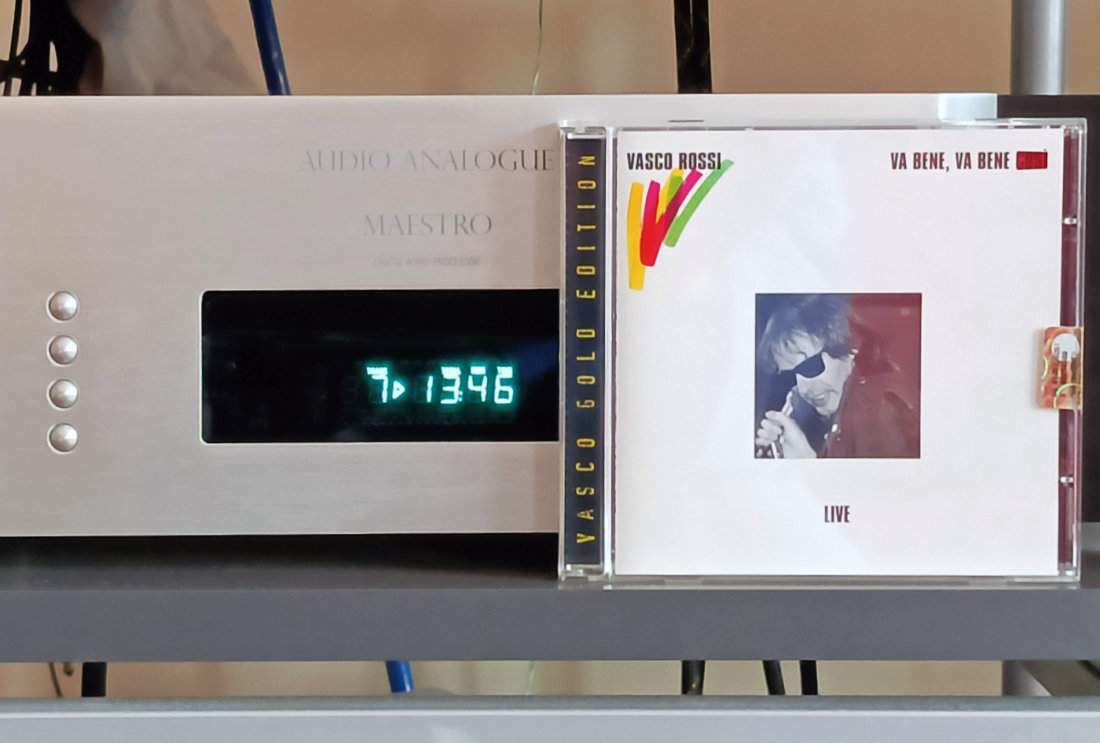 AUDIO ANALOGUE
MAESTRO
7 13:46
VASCO GOLD EDITION
VASCO ROSSI
VA BENE, VA BENE
LIVE